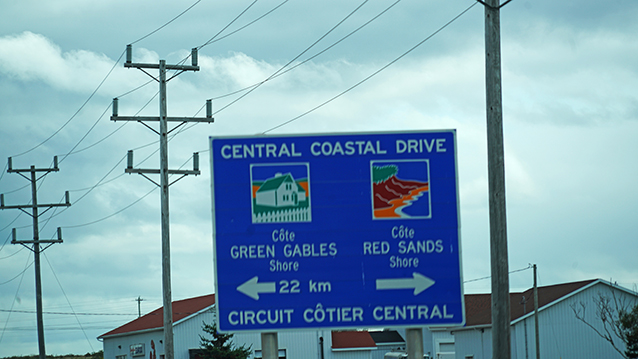 CENTRAL COASTAL DRIVE
Côte
GREEN GABLES
Shore
22 km
Côte
RED SANDS
Shore
CIRCUIT CÔTIER CENTRAL